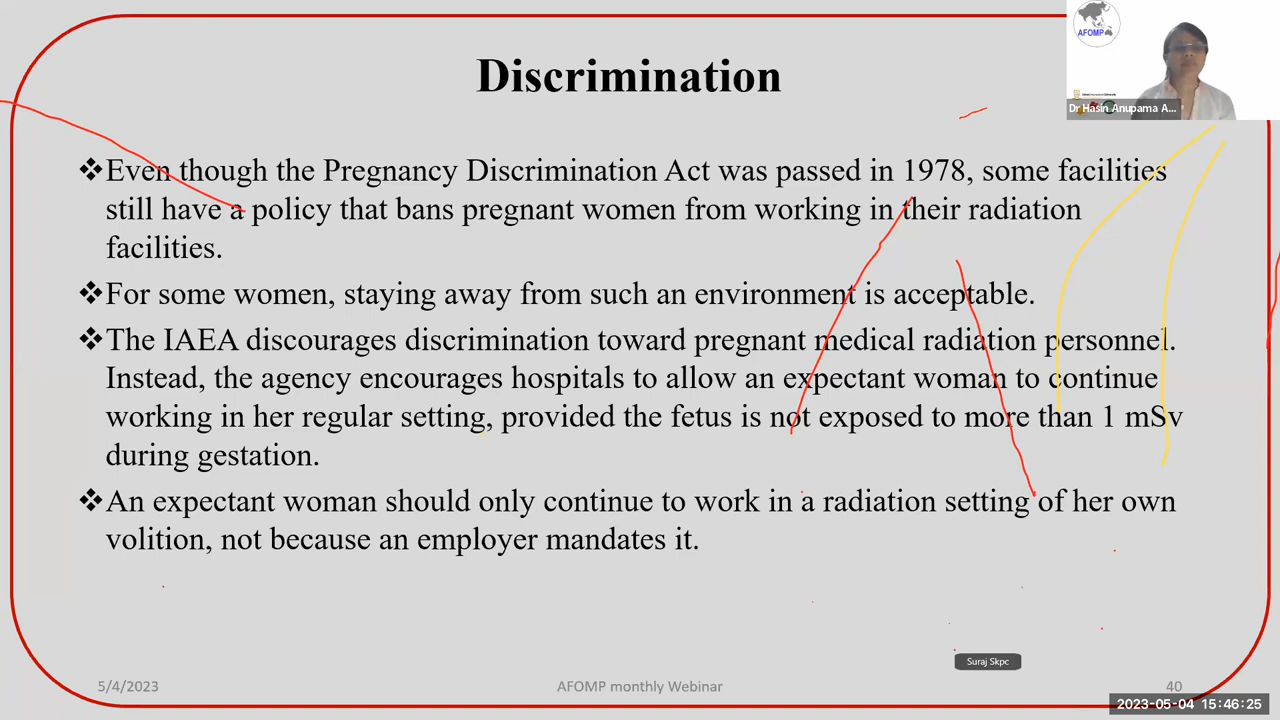 Discrimination
AFOMP
Dr Hasin Anupama A...
❖Even though the Pregnancy Discrimination Act was passed in 1978, some facilities
still have a policy that bans pregnant women from working in their radiation
facilities.
❖For some women, staying away from such an environment is acceptable.
❖The IAEA discourages discrimination toward pregnant medical radiation personnel.
Instead, the agency encourages hospitals to allow an expectant woman to continue
working in her regular setting, provided the fetus is not exposed to more than 1 mSv
during gestation.
❖An expectant woman should only continue to work in a radiation setting of her own
volition, not because an employer mandates it.
Suraj Skpc
5/4/2023
AFOMP monthly Webinar
40
2023-05-04 15:46:25